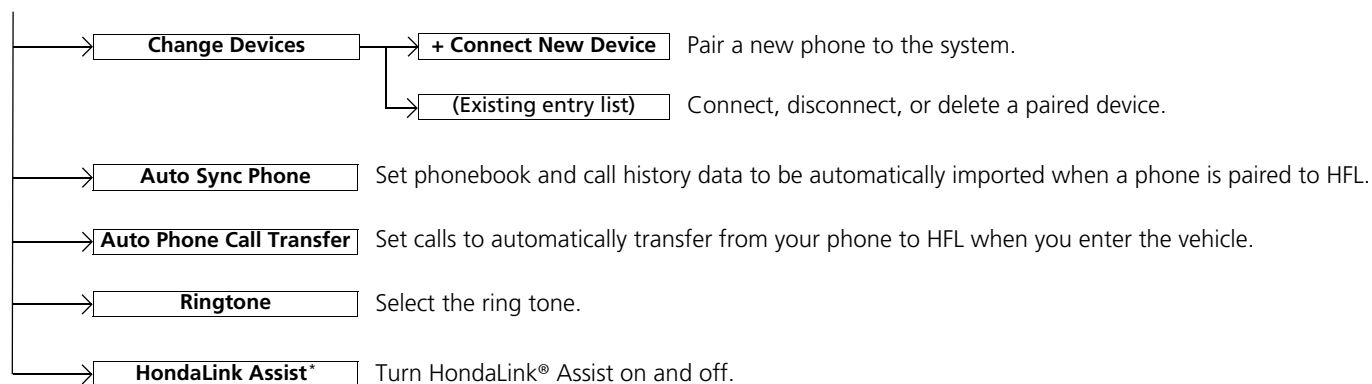 Change Devices
+ Connect New Device Pair a new phone to the system.
(Existing entry list) Connect, disconnect, or delete a paired device.
Auto Sync Phone Set phonebook and call history data to be automatically imported when a phone is paired to HFL.
Auto Phone Call Transfer Set calls to automatically transfer from your phone to HFL when you enter the vehicle.
Ringtone Select the ring tone.
HondaLink Assist* Turn HondaLink® Assist on and off.